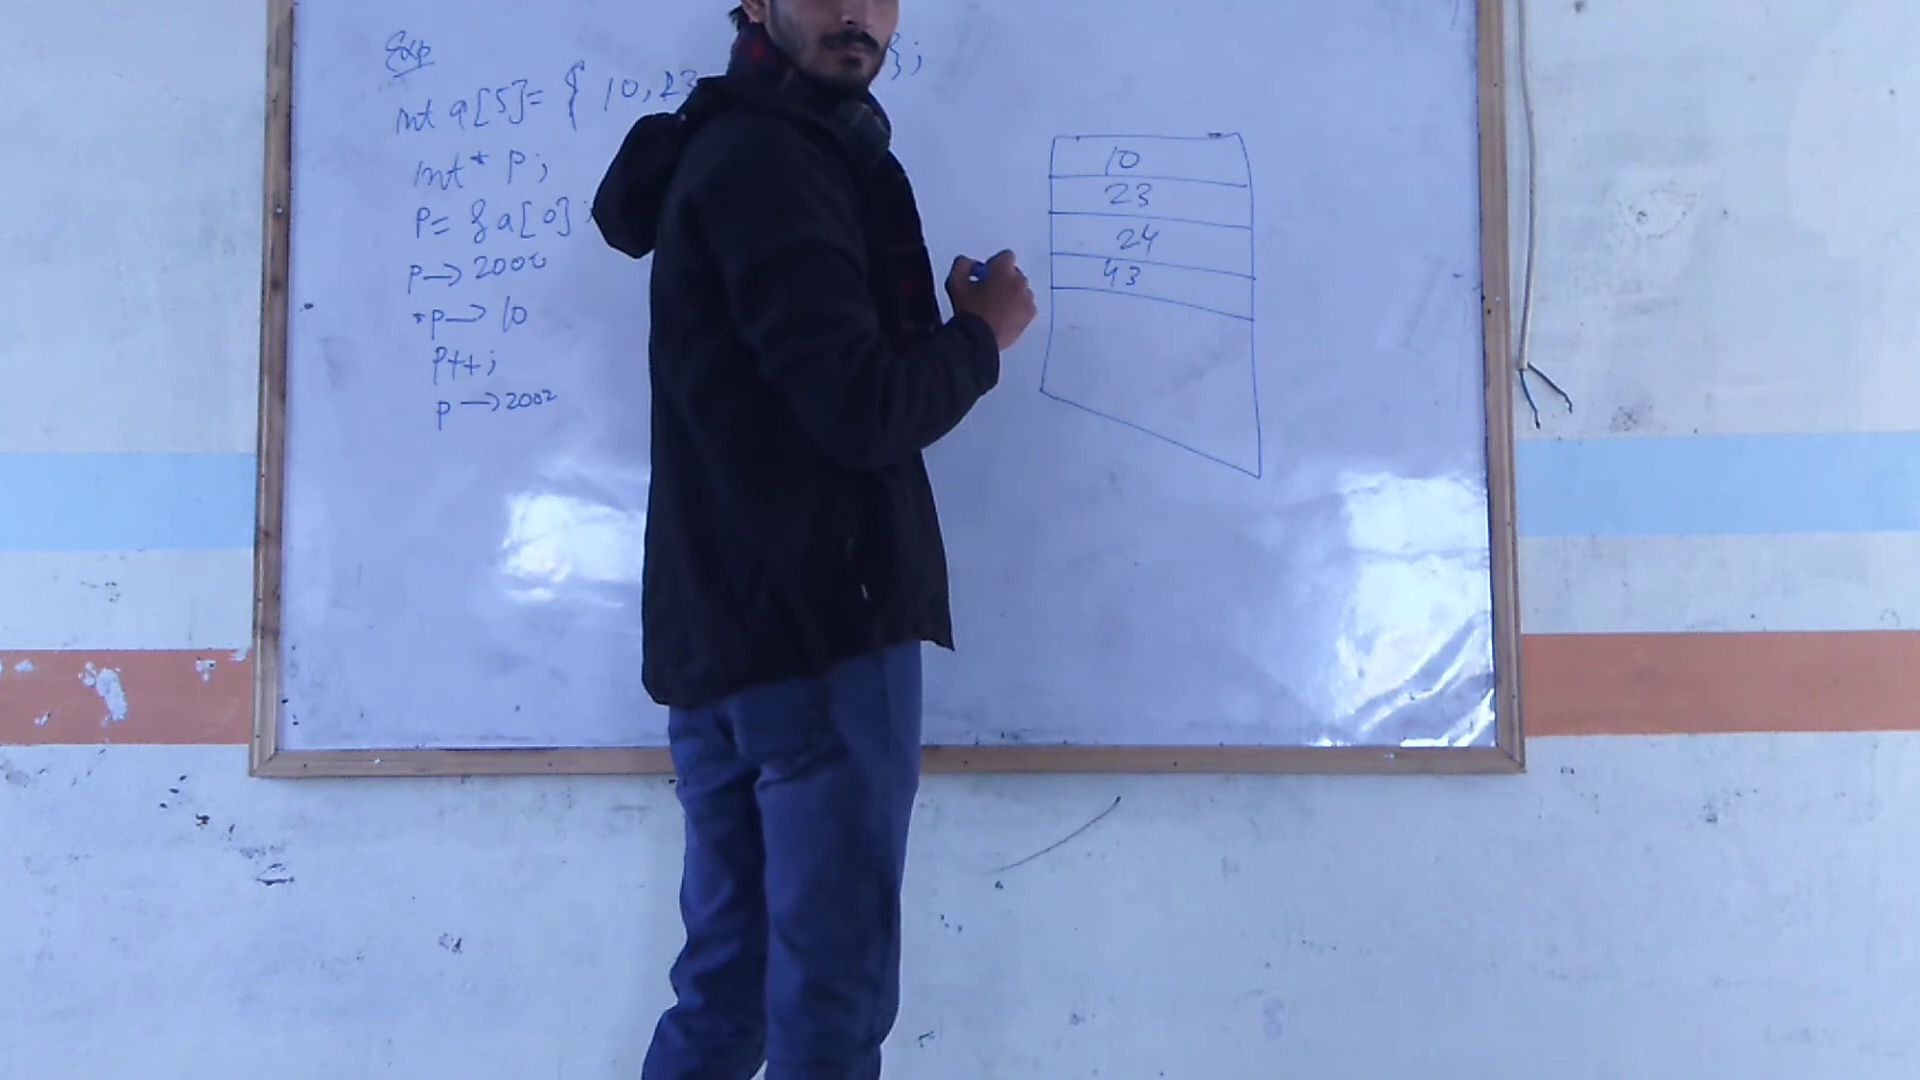 Exp
int a[5]= { 10, 23 };
int* p;
P= &a[0];
P—> 2000
*p—> 10
P++;
p —> 2002
10
23
24
43